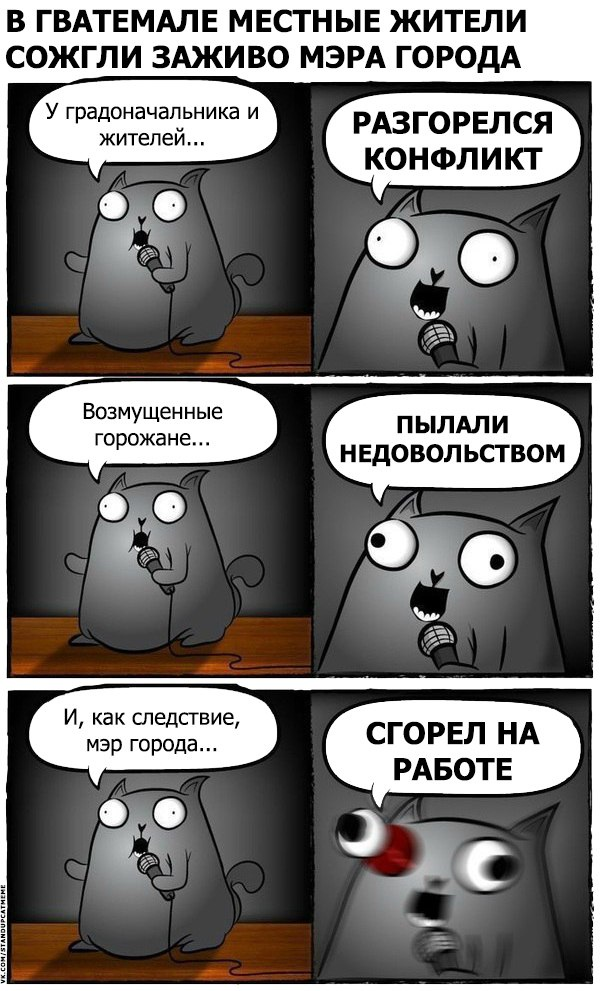 В ГВАТЕМАЛЕ МЕСТНЫЕ ЖИТЕЛИ
СОЖГЛИ ЗАЖИВО МЭРА ГОРОДА
У градоначальника и
жителей...
РАЗГОРЕЛСЯ
КОНФЛИКТ
Возмущенные
горожане...
ПЫЛАЛИ
НЕДОВОЛЬСТВОМ
И, как следствие,
мэр города...
СГОРЕЛ НА
РАБОТЕ
VK.COM/STANDUPCATMEME